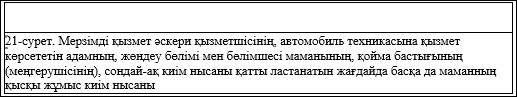 21-сурет. Мерзімді қызмет әскери қызметшісінің, автомобиль техникасына қызмет
көрсететін адамның, жөндеу бөлімі мен бөлімшесі маманының, қойма бастығының
(меңгерушісінің), сондай-ақ киім нысаны қатты ластанатын жағдайда басқа да маманның
қысқы жұмыс киім нысаны